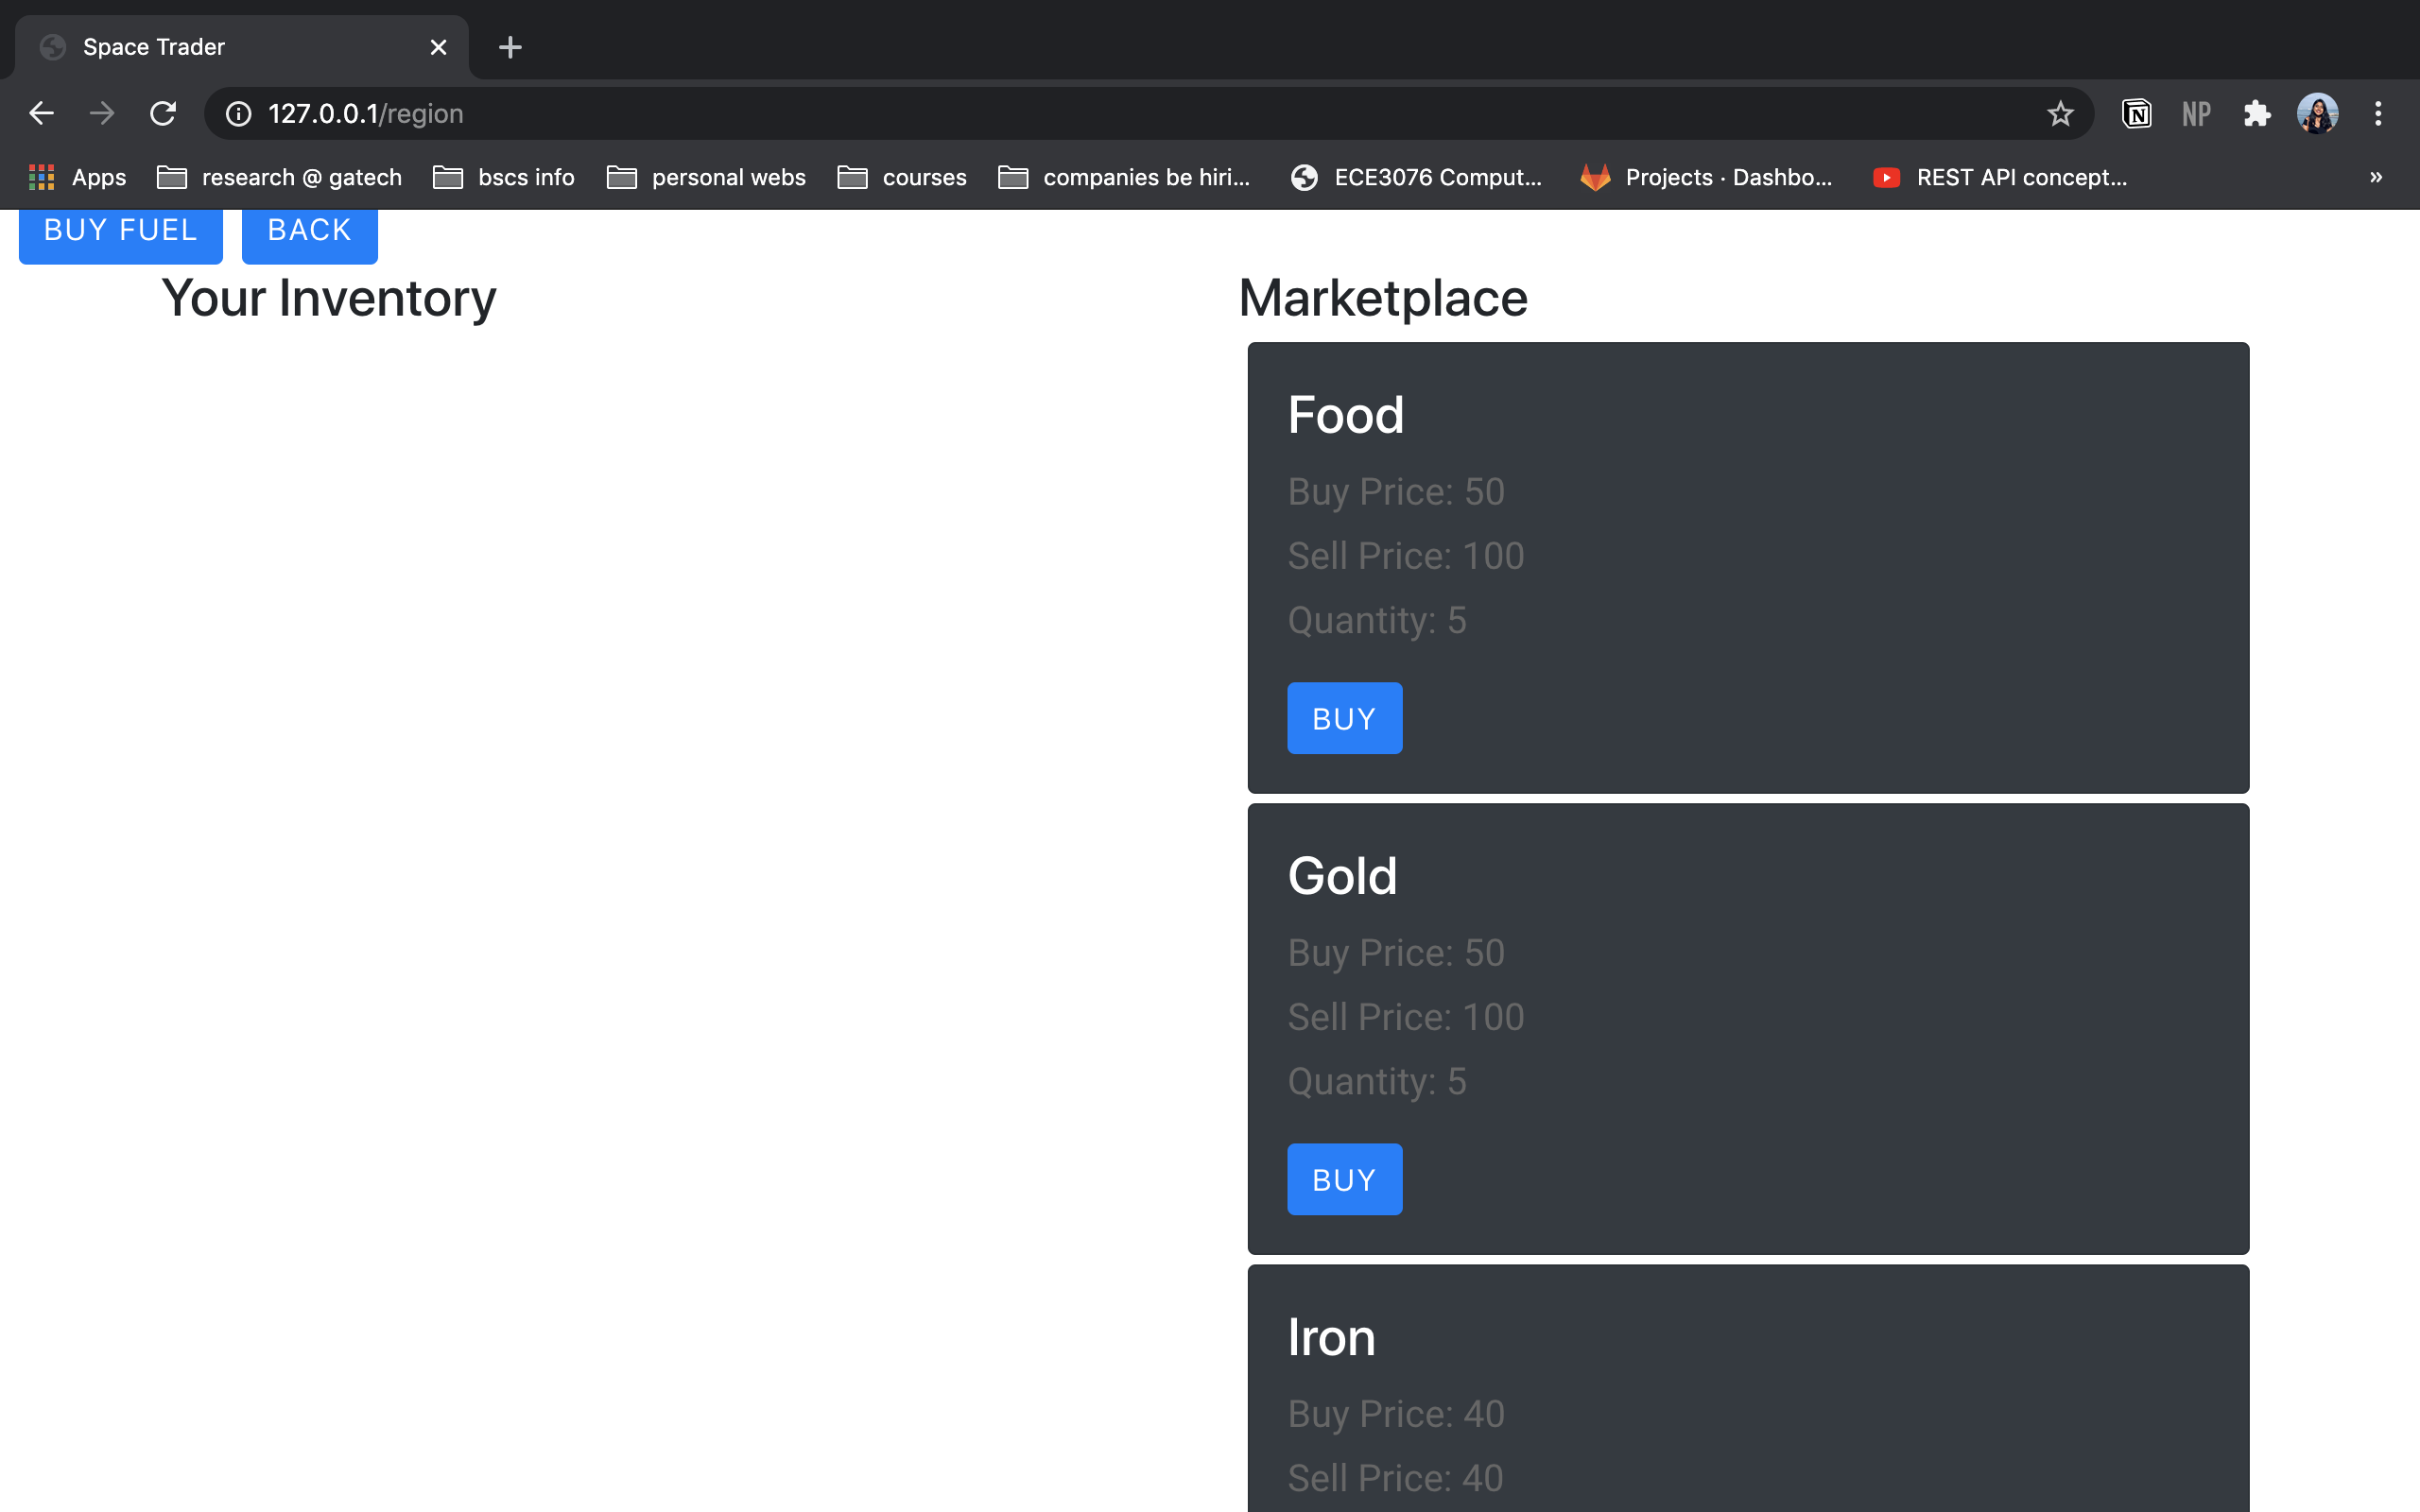 Space Trader
127.0.0.1/region
NP
Apps
research @ gatech
bscs info
personal webs
courses
companies be hiri...
ECE3076 Comput...
Projects · Dashbo...
REST API concept...
»
BUY FUEL
BACK
Your Inventory
Marketplace
Food
Buy Price: 50
Sell Price: 100
Quantity: 5
BUY
Gold
Buy Price: 50
Sell Price: 100
Quantity: 5
BUY
Iron
Buy Price: 40
Sell Price: 40